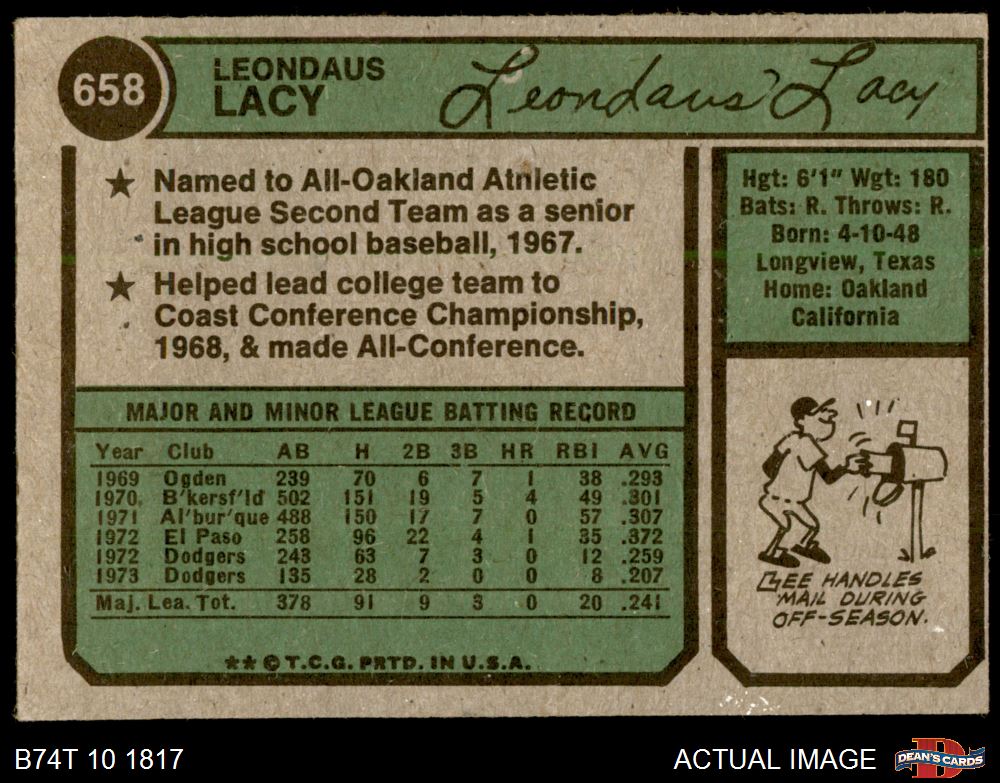 658
LEONDAUS
LACY
Leondaus Lacy
★ Named to All-Oakland Athletic
League Second Team as a senior
in high school baseball, 1967.
★ Helped lead college team to
Coast Conference Championship,
1968, & made All-Conference.
MAJOR AND MINOR LEAGUE BATTING RECORD
Year Club AB H 2B 3B HR RBI AVG
1969 Ogden 239 70 6 7 1 38 .293
1970 B'kersf'ld 502 151 19 5 4 49 .301
1971 Al'bur'que 488 150 17 7 0 57 .307
1972 El Paso 258 96 22 4 1 35 .372
1972 Dodgers 243 63 7 3 0 12 .259
1973 Dodgers 135 28 2 0 0 8 .207
Maj. Lea. Tot. 378 91 9 3 0 20 .241
** © T.C.G. PRTD. IN U.S.A.
Hgt: 6'1" Wgt: 180
Bats: R. Throws: R.
Born: 4-10-48
Longview, Texas
Home: Oakland
California
LEE HANDLES
MAIL DURING
OFF-SEASON.
B74T 10 1817
ACTUAL IMAGE
D
DEAN'S CARDS